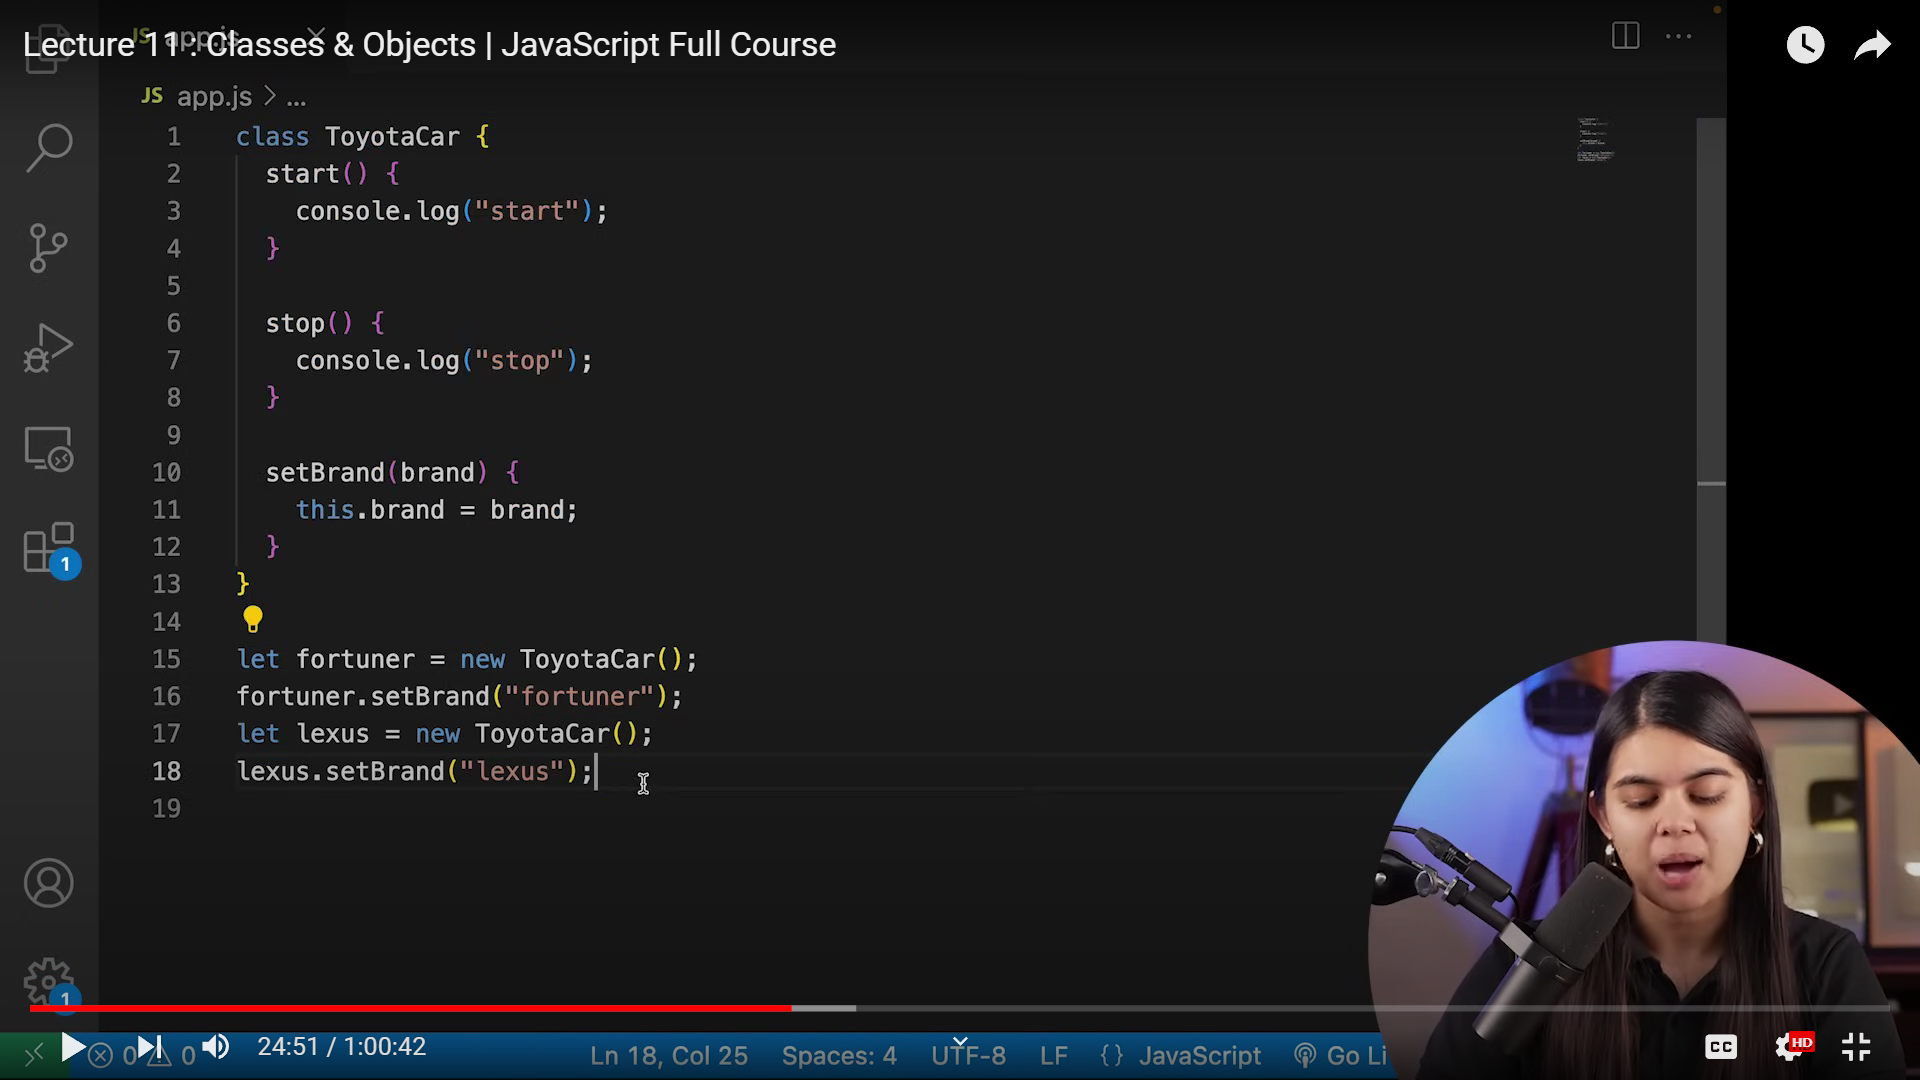 Lecture 11 : Classes & Objects | JavaScript Full Course
JS app.js
JS app.js > ...
1 class ToyotaCar {
2 start() {
3 console.log("start");
4 }
5
6 stop() {
7 console.log("stop");
8 }
9
10 setBrand(brand) {
11 this.brand = brand;
12 }
13 }
14
15 let fortuner = new ToyotaCar();
16 fortuner.setBrand("fortuner");
17 let lexus = new ToyotaCar();
18 lexus.setBrand("lexus");
19
1
1
24:51 / 1:00:42
0 0 Ln 18, Col 25 Spaces: 4 UTF-8 LF {} JavaScript Go Li
CC HD